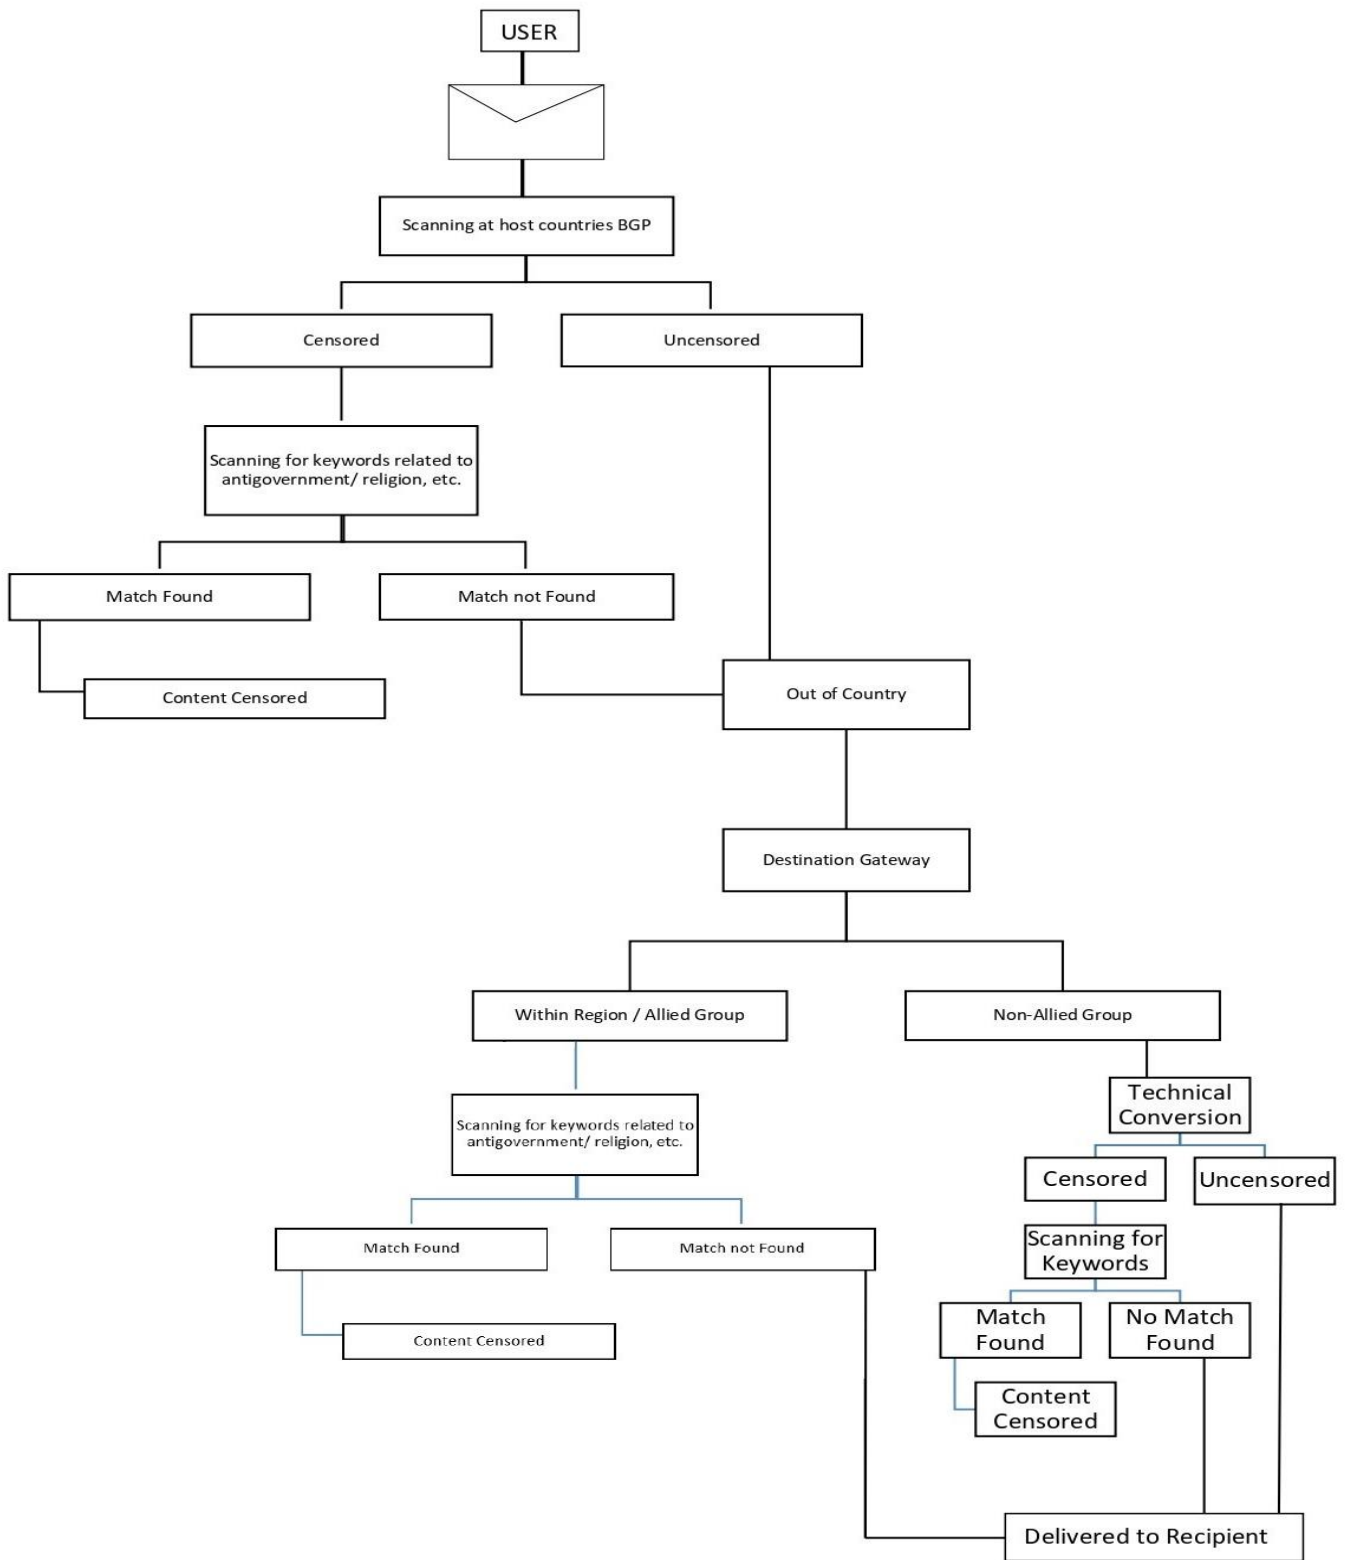 USER
Scanning at host countries BGP
Censored
Uncensored
Scanning for keywords related to
antigovernment/ religion, etc.
Match Found
Match not Found
Content Censored
Out of Country
Destination Gateway
Within Region / Allied Group
Non-Allied Group
Scanning for keywords related to
antigovernment/ religion, etc.
Match Found
Match not Found
Content Censored
Technical
Conversion
Censored
Uncensored
Scanning for
Keywords
Match
Found
No Match
Found
Content
Censored
Delivered to Recipient